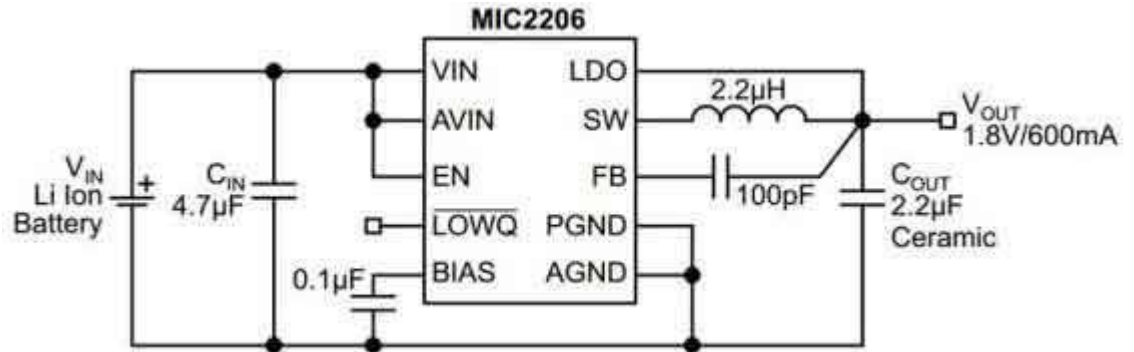 MIC2206
VIN
LDO
2.2µH
AVIN
SW
V_OUT
1.8V/600mA
V_IN
Li Ion
Battery
+
C_IN
4.7µF
EN
FB
100pF
C_OUT
2.2µF
Ceramic
L̅O̅W̅Q̅
PGND
0.1µF
BIAS
AGND